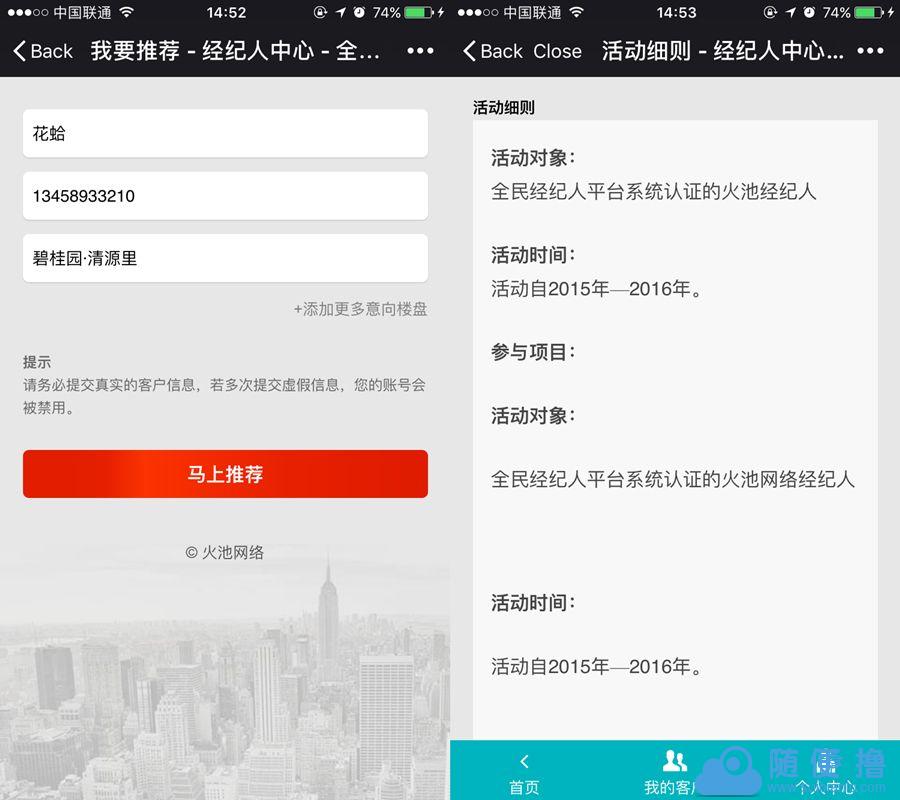 中国联通 14:52 74%
Back 我要推荐 - 经纪人中心 - 全... •••
花蛤
13458933210
碧桂园·清源里
+添加更多意向楼盘
提示
请务必提交真实的客户信息，若多次提交虚假信息，您的账号会
被禁用。
马上推荐
© 火池网络
中国联通 14:53 74%
Back Close 活动细则 - 经纪人中心... •••
活动细则
活动对象：
全民经纪人平台系统认证的火池经纪人
活动时间：
活动自2015年—2016年。
参与项目：
活动对象：
全民经纪人平台系统认证的火池网络经纪人
活动时间：
活动自2015年—2016年。
首页 我的客户 个人中心
随便撸